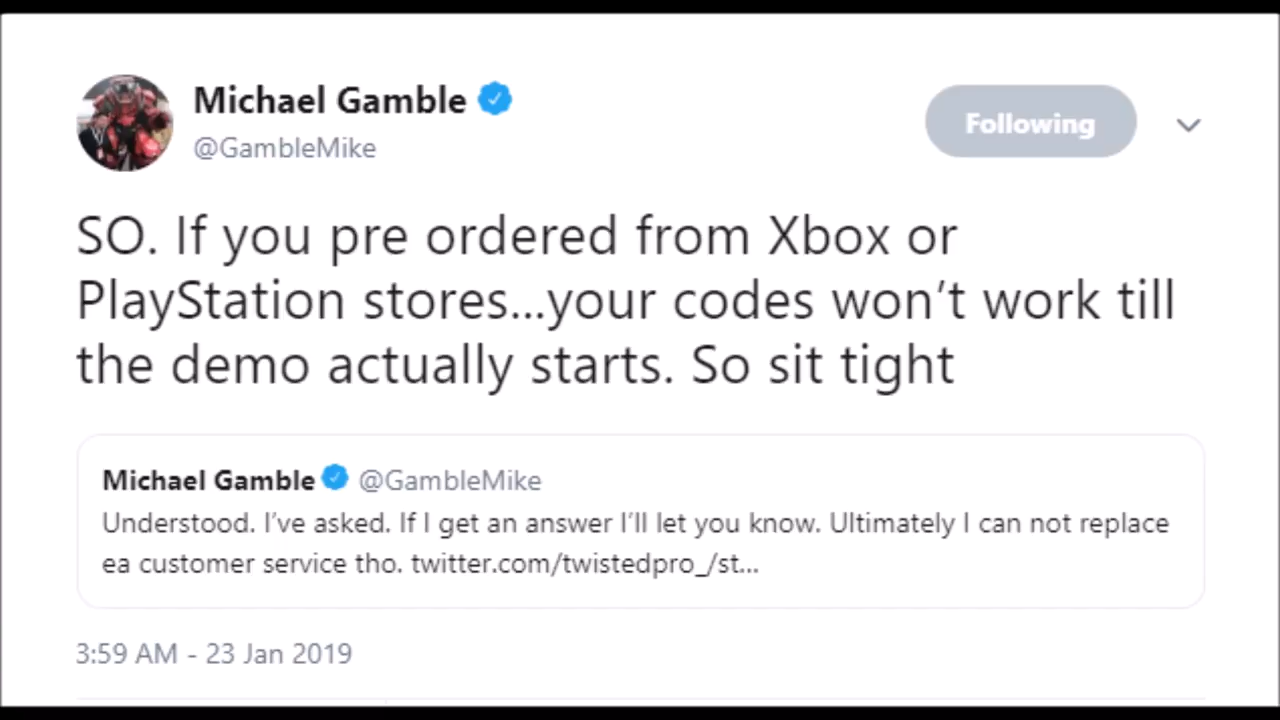 Michael Gamble
@GambleMike
Following
SO. If you pre ordered from Xbox or
PlayStation stores...your codes won’t work till
the demo actually starts. So sit tight
Michael Gamble @GambleMike
Understood. I’ve asked. If I get an answer I’ll let you know. Ultimately I can not replace
ea customer service tho. twitter.com/twistedpro_/st...
3:59 AM - 23 Jan 2019